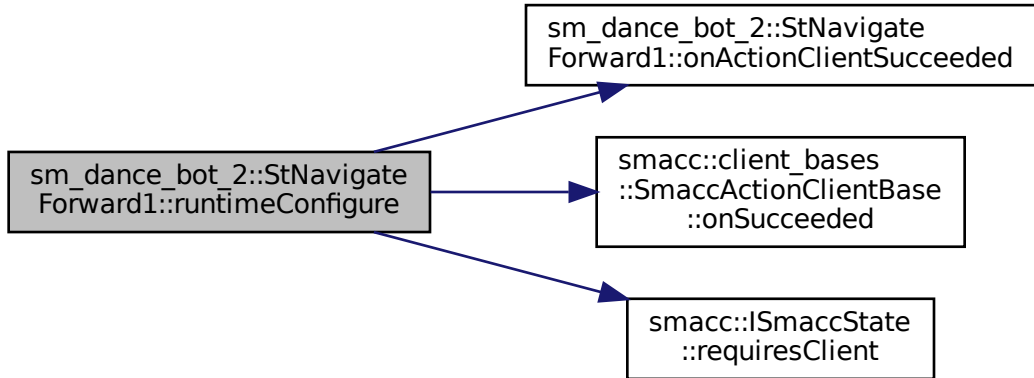 sm_dance_bot_2::StNavigate
Forward1::runtimeConfigure
sm_dance_bot_2::StNavigate
Forward1::onActionClientSucceeded
smacc::client_bases
::SmaccActionClientBase
::onSucceeded
smacc::ISmaccState
::requiresClient